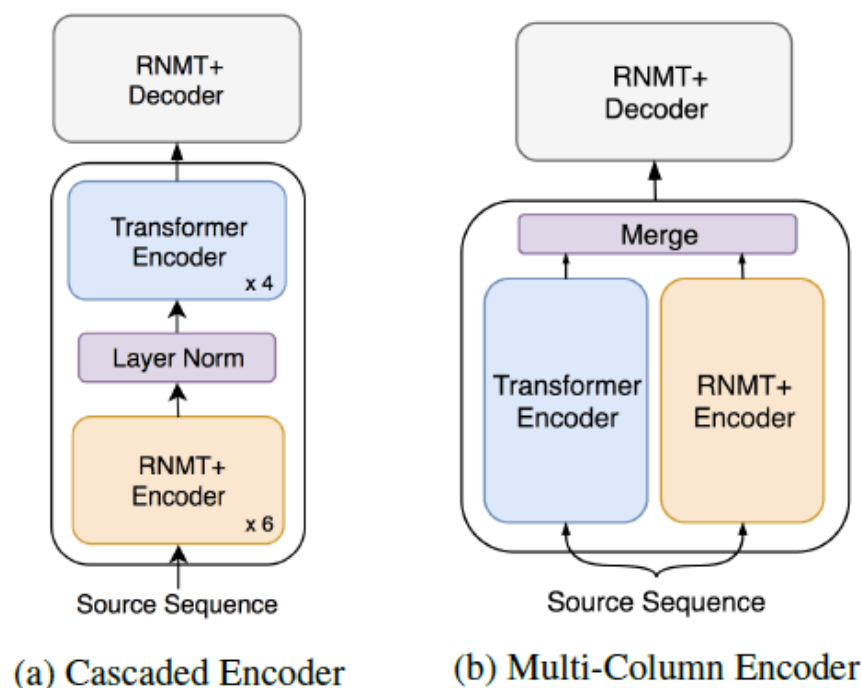 RNMT+
Decoder
Transformer
Encoder
x 4
Layer Norm
RNMT+
Encoder
x 6
Source Sequence
(a) Cascaded Encoder
RNMT+
Decoder
Merge
Transformer
Encoder
RNMT+
Encoder
Source Sequence
(b) Multi-Column Encoder